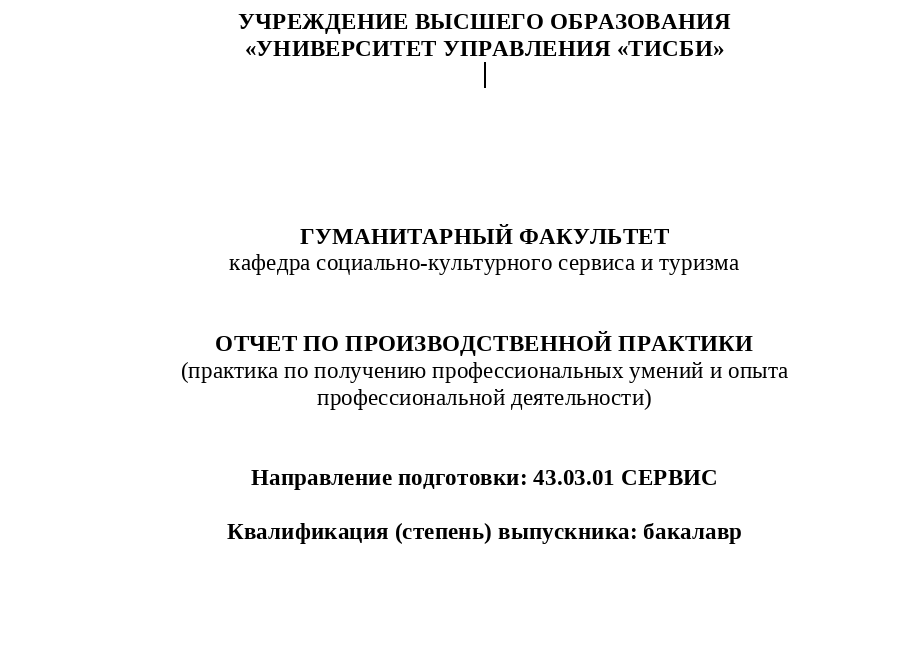 УЧРЕЖДЕНИЕ ВЫСШЕГО ОБРАЗОВАНИЯ
«УНИВЕРСИТЕТ УПРАВЛЕНИЯ «ТИСБИ»
ГУМАНИТАРНЫЙ ФАКУЛЬТЕТ
кафедра социально-культурного сервиса и туризма
ОТЧЕТ ПО ПРОИЗВОДСТВЕННОЙ ПРАКТИКИ
(практика по получению профессиональных умений и опыта
профессиональной деятельности)
Направление подготовки: 43.03.01 СЕРВИС
Квалификация (степень) выпускника: бакалавр